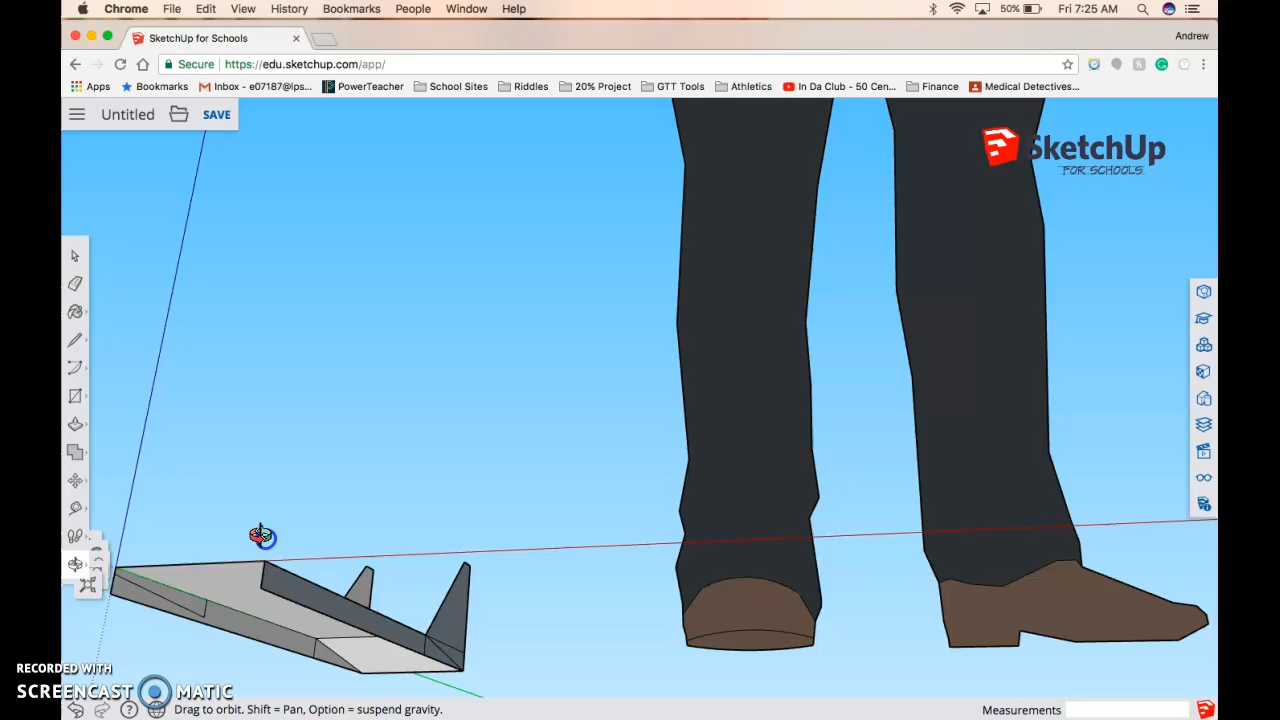 Chrome File Edit View History Bookmarks People Window Help 50% Fri 7:25 AM
SketchUp for Schools Andrew
Secure https://edu.sketchup.com/app/
Apps Bookmarks Inbox - e07187@lps... PowerTeacher School Sites Riddles 20% Project GTT Tools Athletics In Da Club - 50 Cen... Finance Medical Detectives...
Untitled SAVE
SketchUp
FOR SCHOOLS
RECORDED WITH
SCREENCAST MATIC
Drag to orbit. Shift = Pan, Option = suspend gravity. Measurements